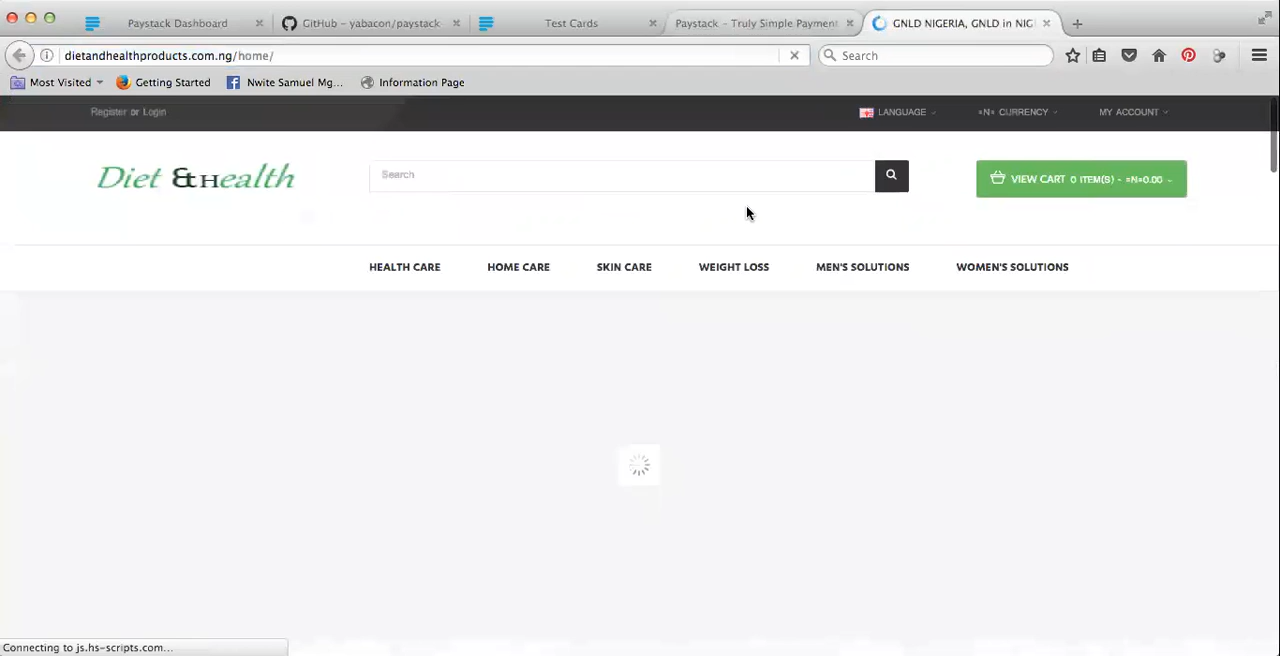 Paystack Dashboard
GitHub - yabacon/paystack
Test Cards
Paystack - Truly Simple Payment
GNLD NIGERIA, GNLD in NIG
dietandhealthproducts.com.ng/home/
Search
Most Visited
Getting Started
Nwite Samuel Mg...
Information Page
Register or Login
LANGUAGE
=N= CURRENCY
MY ACCOUNT
Diet & Health
Search
VIEW CART 0 ITEM(S) - =N=0.00
HEALTH CARE
HOME CARE
SKIN CARE
WEIGHT LOSS
MEN'S SOLUTIONS
WOMEN'S SOLUTIONS
Connecting to js.hs-scripts.com...